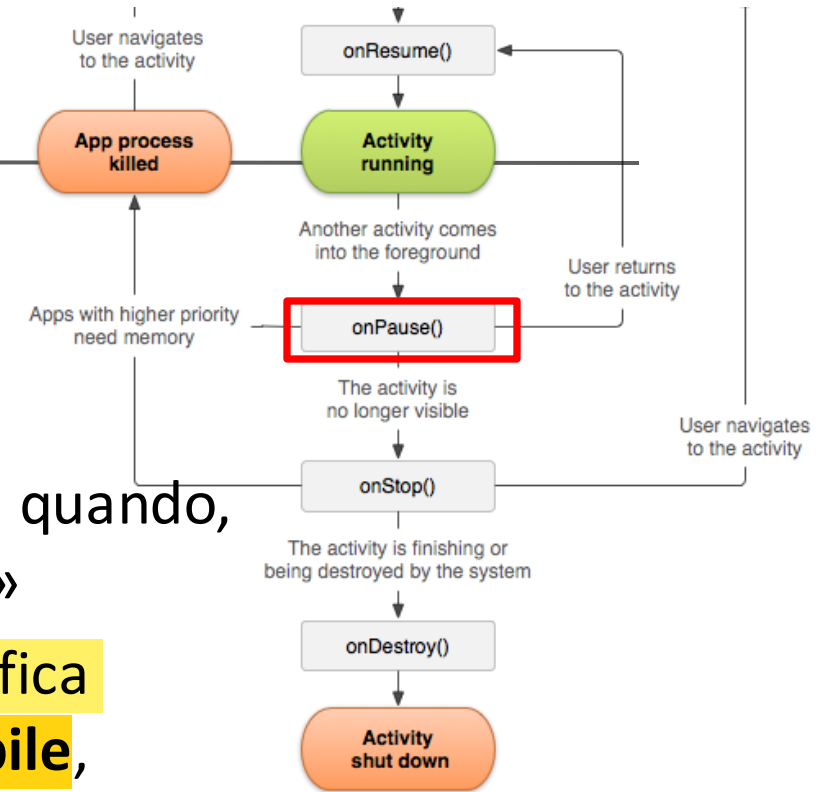 User navigates
to the activity
onResume()
App process
killed
Activity
running
Another activity comes
into the foreground
User returns
to the activity
Apps with higher priority
need memory
onPause()
The activity is
no longer visible
User navigates
to the activity
onStop()
quando,
»
The activity is finishing or
being destroyed by the system
onDestroy()
fica
bile,
Activity
shut down